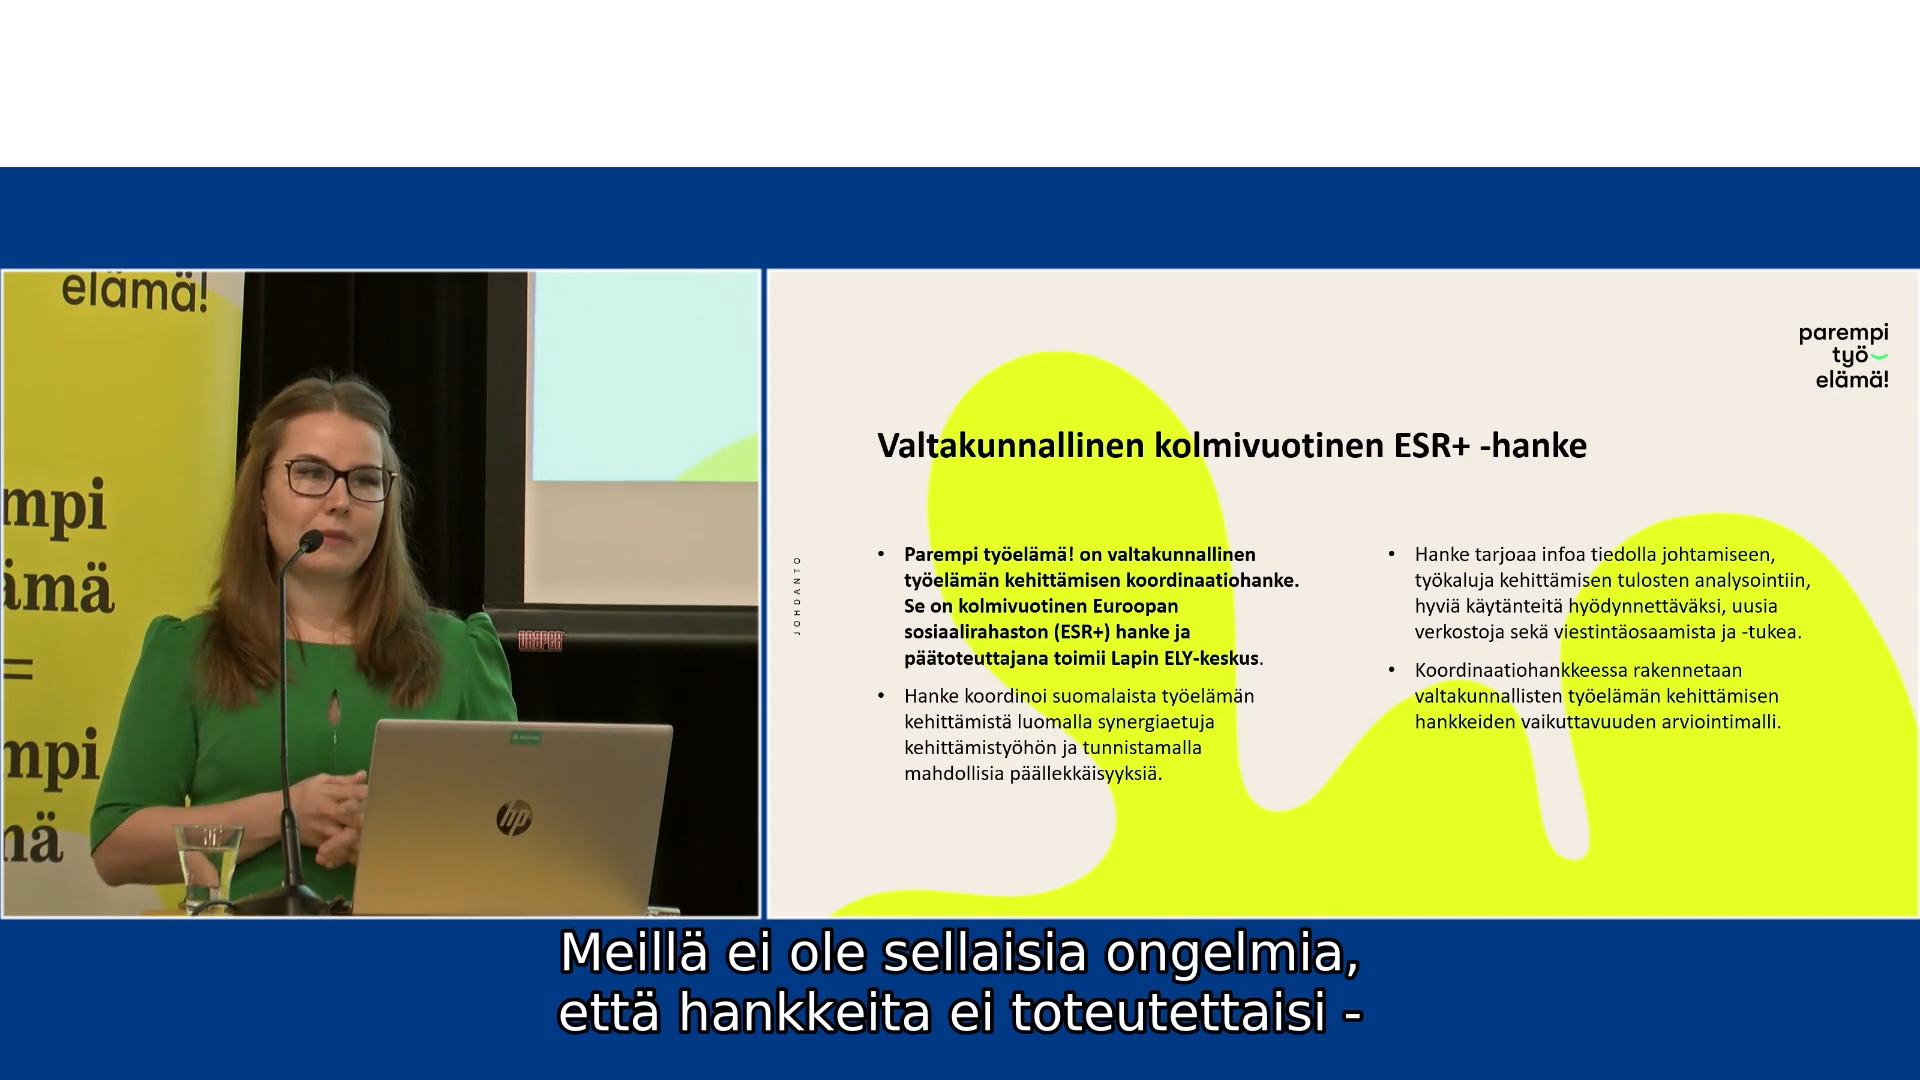 elämä!
mpi
ämä
=
mpi
mä
DRAPER
hp
parempi
työ
elämä!
Valtakunnallinen kolmivuotinen ESR+ -hanke
JOHDANTO
• Parempi työelämä! on valtakunnallinen
työelämän kehittämisen koordinaatiohanke.
Se on kolmivuotinen Euroopan
sosiaalirahaston (ESR+) hanke ja
päätoteuttajana toimii Lapin ELY-keskus.
• Hanke koordinoi suomalaista työelämän
kehittämistä luomalla synergiaetuja
kehittämistyöhön ja tunnistamalla
mahdollisia päällekkäisyyksiä.
• Hanke tarjoaa infoa tiedolla johtamiseen,
työkaluja kehittämisen tulosten analysointiin,
hyviä käytänteitä hyödynnettäväksi, uusia
verkostoja sekä viestintäosaamista ja -tukea.
• Koordinaatiohankkeessa rakennetaan
valtakunnallisten työelämän kehittämisen
hankkeiden vaikuttavuuden arviointimalli.
Meillä ei ole sellaisia ongelmia,
että hankkeita ei toteutettaisi -